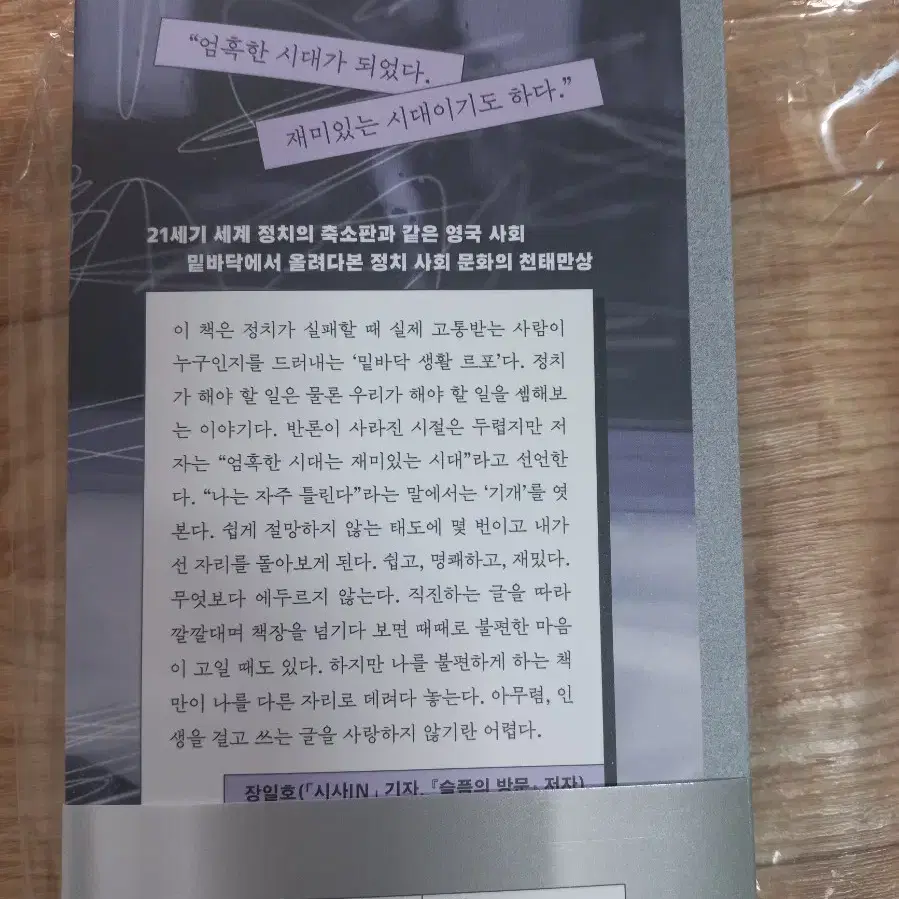 “엄혹한 시대가 되었다.
재미있는 시대이기도 하다.”
21세기 세계 정치의 축소판과 같은 영국 사회
밑바닥에서 올려다본 정치 사회 문화의 천태만상
이 책은 정치가 실패할 때 실제 고통받는 사람이
누구인지를 드러내는 ‘밑바닥 생활 르포’다. 정치
가 해야 할 일은 물론 우리가 해야 할 일을 셈해보
는 이야기다. 반론이 사라진 시절은 두렵지만 저
자는 “엄혹한 시대는 재미있는 시대”라고 선언한
다. “나는 자주 틀린다”라는 말에서는 ‘기개’를 엿
본다. 쉽게 절망하지 않는 태도에 몇 번이고 내가
선 자리를 돌아보게 된다. 쉽고, 명쾌하고, 재밌다.
무엇보다 에두르지 않는다. 직진하는 글을 따라
깔깔대며 책장을 넘기다 보면 때때로 불편한 마음
이 고일 때도 있다. 하지만 나를 불편하게 하는 책
만이 나를 다른 자리로 데려다 놓는다. 아무렴, 인
생을 걸고 쓰는 글을 사랑하지 않기란 어렵다.
장일호(「시사IN」 기자, 『슬픔의 방문』 저자)